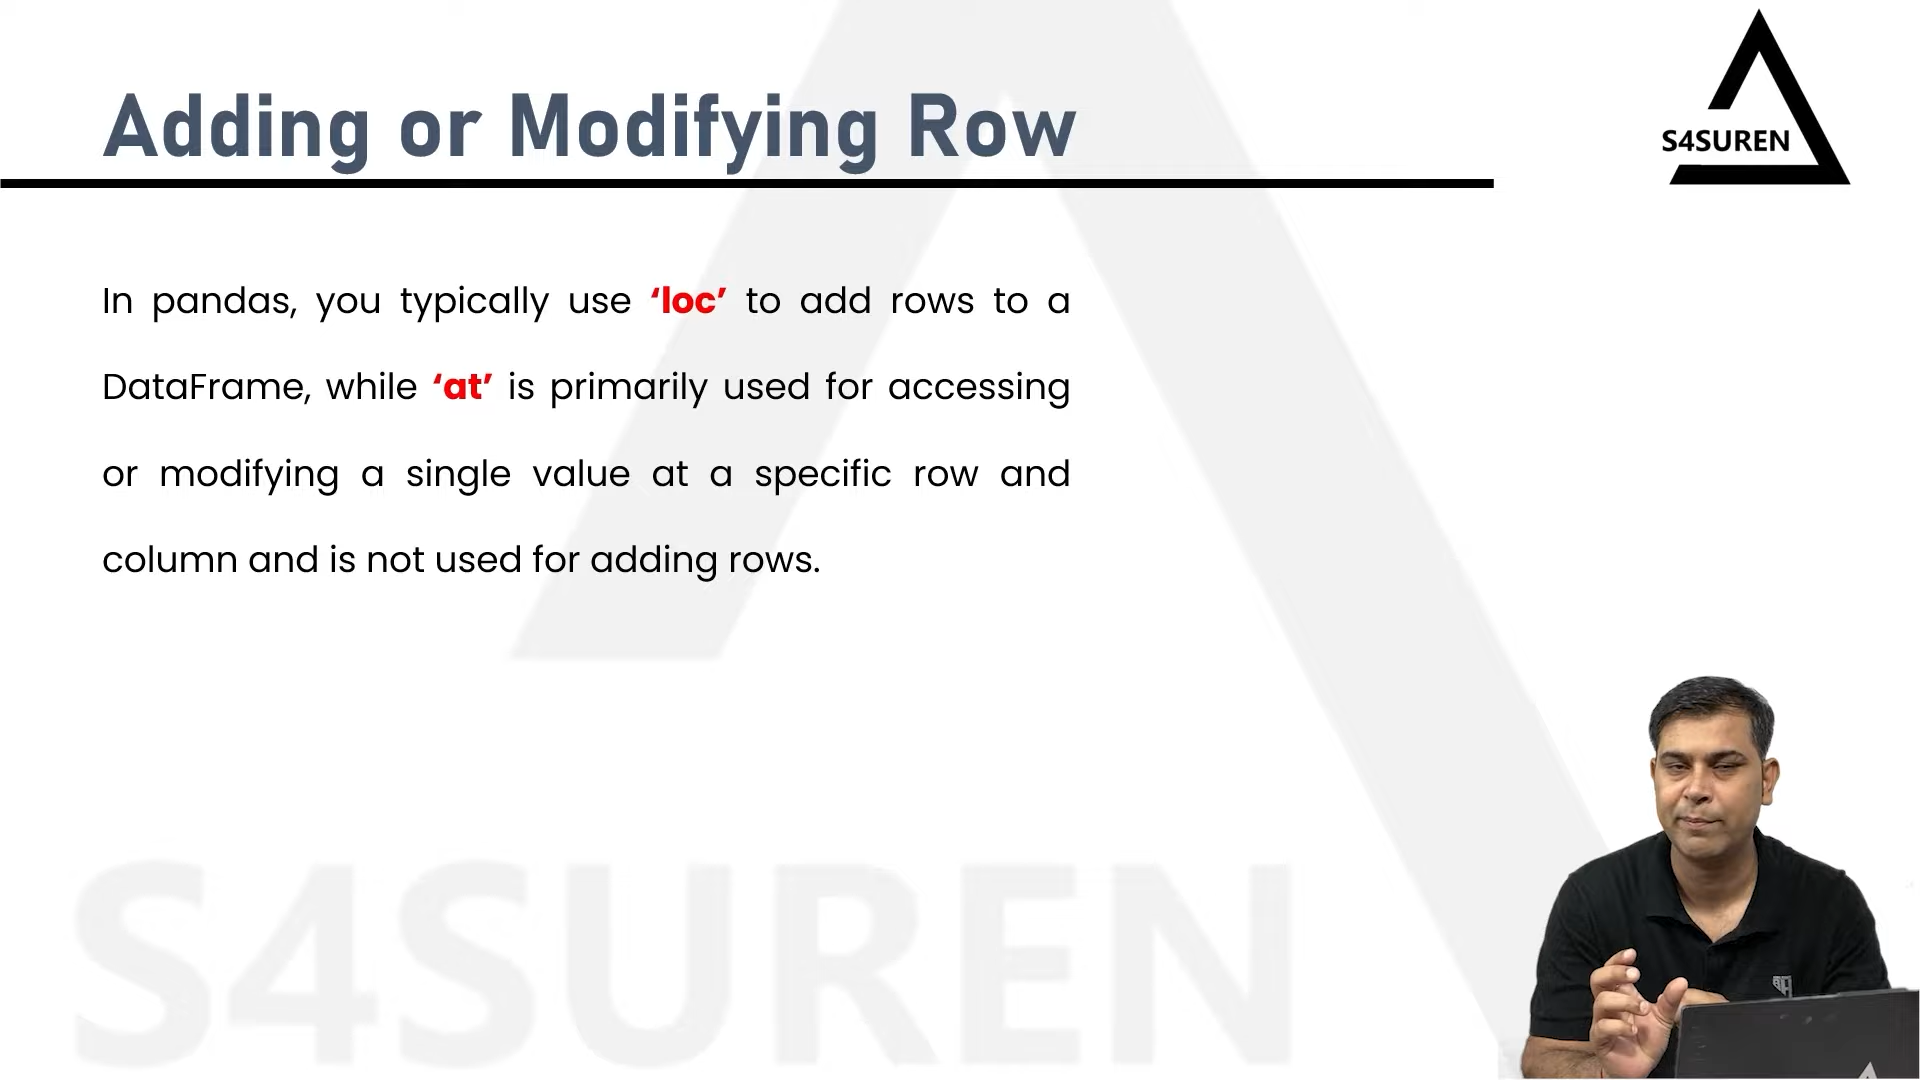 Adding or Modifying Row
S4SUREN
In pandas, you typically use ‘loc’ to add rows to a
DataFrame, while ‘at’ is primarily used for accessing
or modifying a single value at a specific row and
column and is not used for adding rows.
S4SUREN